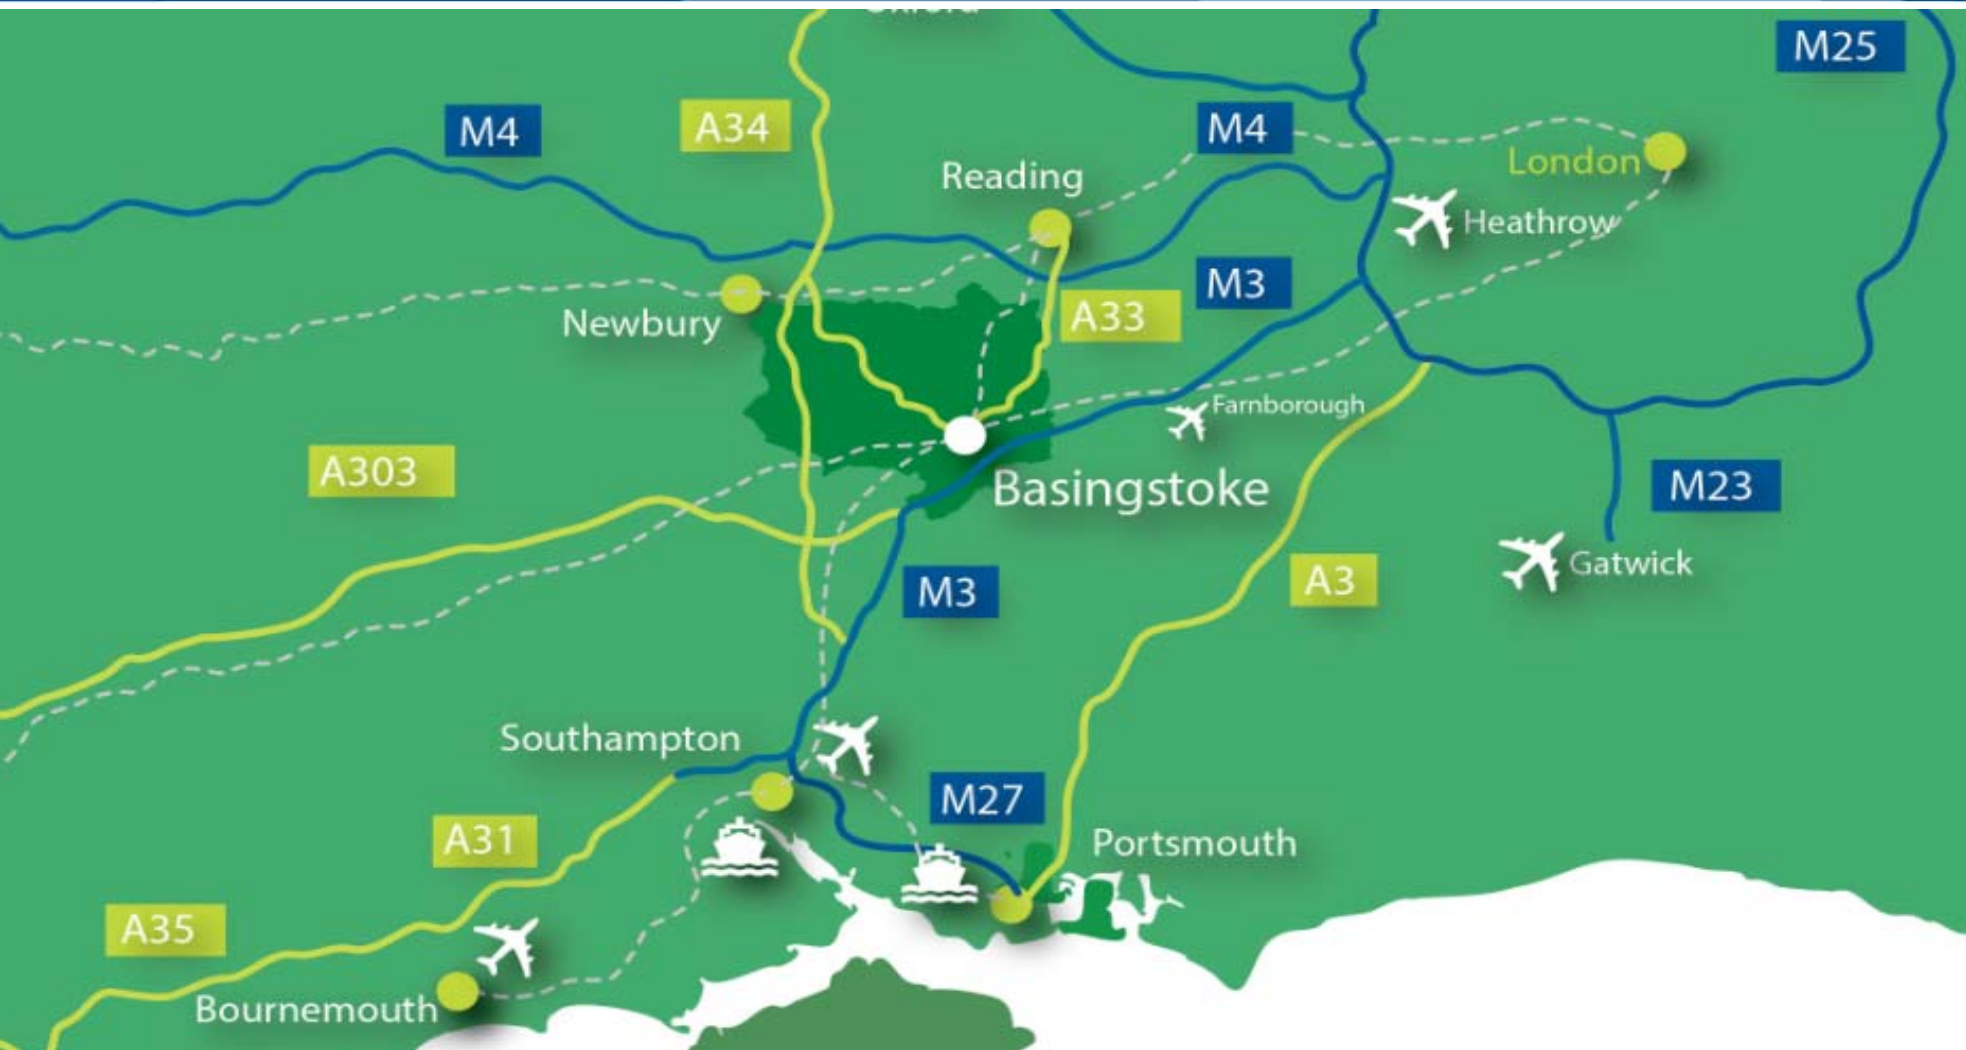 Oxford
M25
M4
A34
M4
London
Reading
Heathrow
M3
Newbury
A33
Farnborough
A303
Basingstoke
M23
Gatwick
M3
A3
Southampton
M27
A31
Portsmouth
A35
Bournemouth